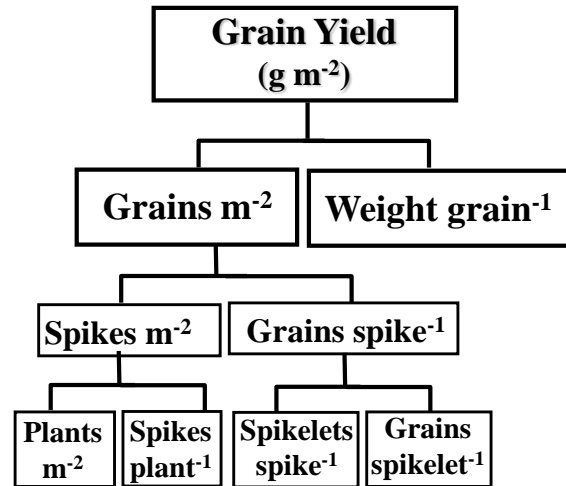 Grain Yield
(g m⁻²)
Grains m⁻²
Weight grain⁻¹
Spikes m⁻²
Grains spike⁻¹
Plants
m⁻²
Spikes
plant⁻¹
Spikelets
spike⁻¹
Grains
spikelet⁻¹